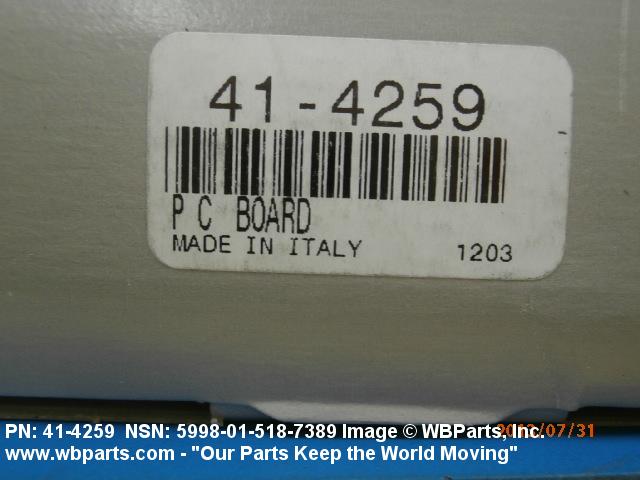 41-4259
P C BOARD
MADE IN ITALY 1203
PN: 41-4259 NSN: 5998-01-518-7389 Image © WBParts, Inc.
www.wbparts.com - "Our Parts Keep the World Moving"